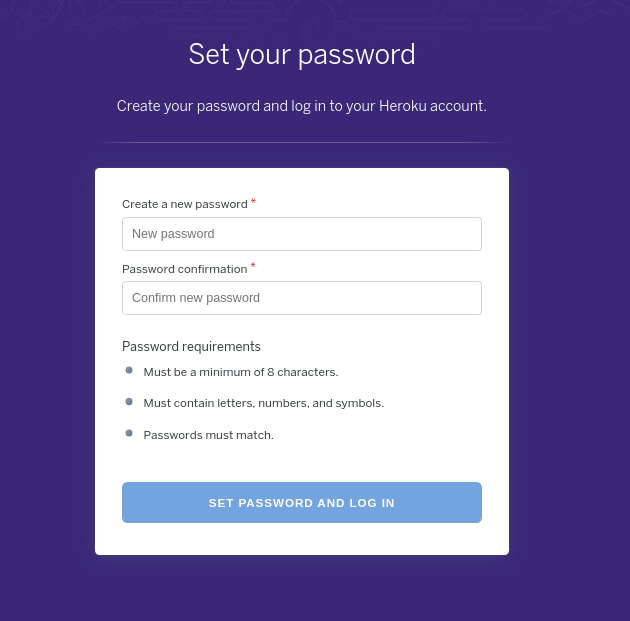 Set your password
Create your password and log in to your Heroku account.
Create a new password *
New password
Password confirmation *
Confirm new password
Password requirements
Must be a minimum of 8 characters.
Must contain letters, numbers, and symbols.
Passwords must match.
SET PASSWORD AND LOG IN